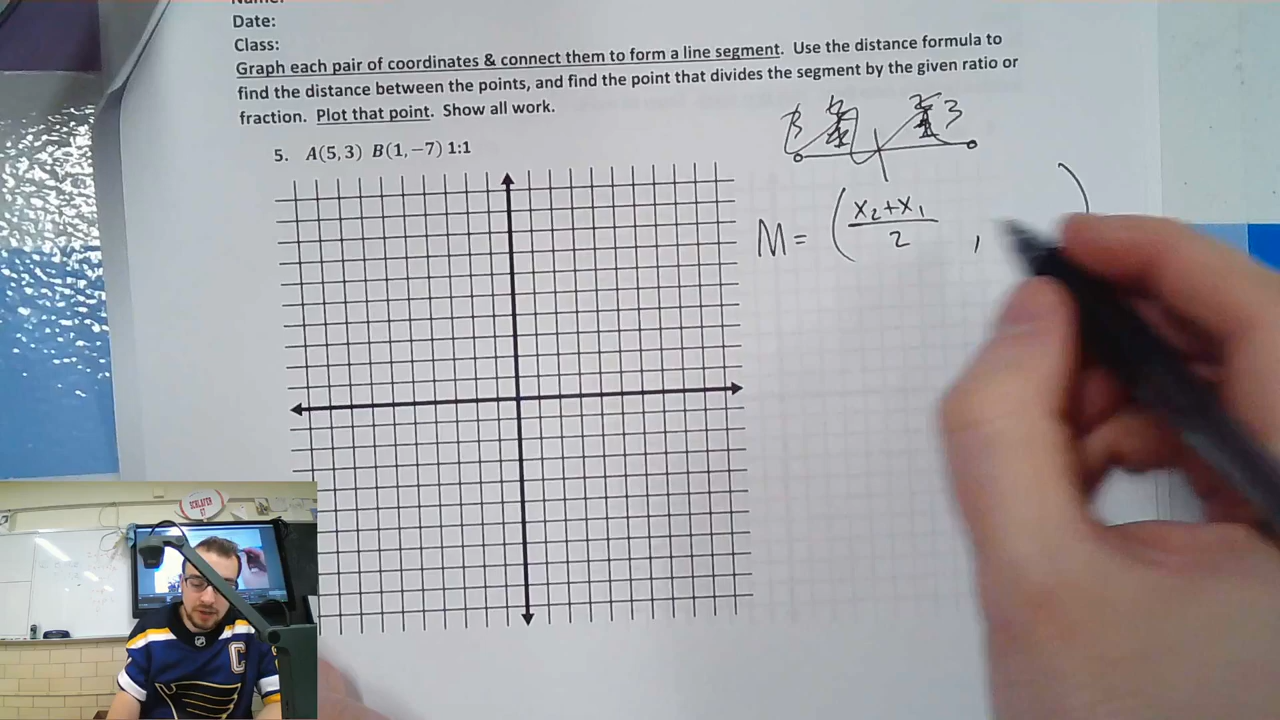 Date:
Class:
Graph each pair of coordinates & connect them to form a line segment. Use the distance formula to
find the distance between the points, and find the point that divides the segment by the given ratio or
fraction. Plot that point. Show all work.
5. A(5,3) B(1,−7) 1:1
3
M = (x₂+x₁
2
,
)
SCHLAFER
C